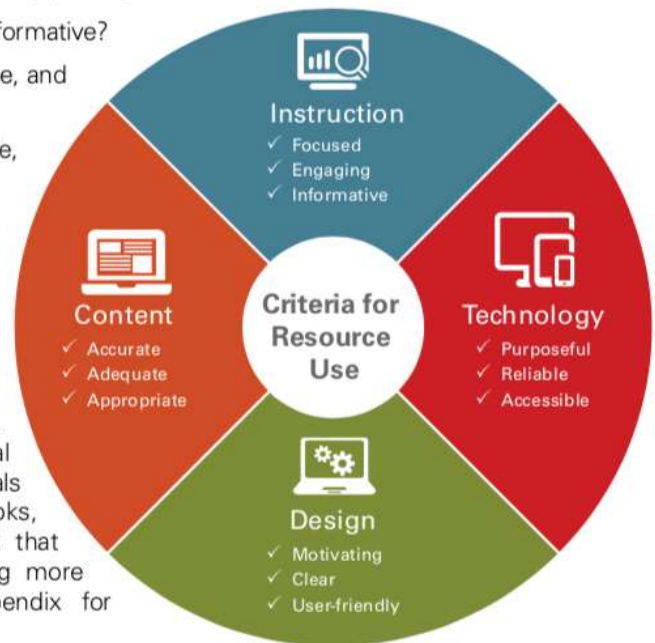 formative?
e, and
e,
al
als
oks,
that
g more
endix for
Instruction
✓ Focused
✓ Engaging
✓ Informative
Content
✓ Accurate
✓ Adequate
✓ Appropriate
Criteria for
Resource
Use
Technology
✓ Purposeful
✓ Reliable
✓ Accessible
Design
✓ Motivating
✓ Clear
✓ User-friendly